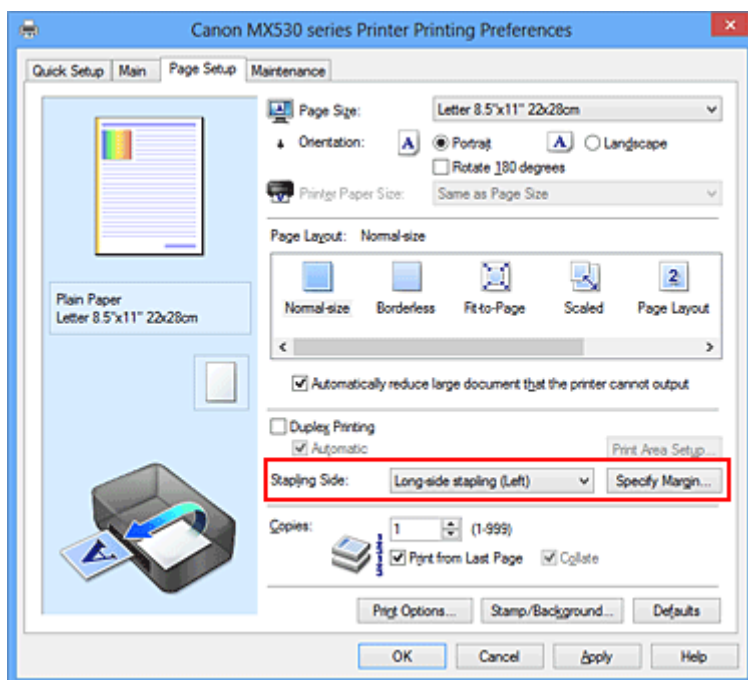 Canon MX530 series Printer Printing Preferences
Quick Setup Main Page Setup Maintenance
Page Size: Letter 8.5"x11" 22x28cm
Orientation: A Portrait A Landscape
Rotate 180 degrees
Printer Paper Size: Same as Page Size
Page Layout: Normal-size
2
Normal-size Borderless Fit-to-Page Scaled Page Layout
Plain Paper
Letter 8.5"x11" 22x28cm
Automatically reduce large document that the printer cannot output
Duplex Printing
Automatic Print Area Setup...
Stapling Side: Long-side stapling (Left) Specify Margin...
Copies: 1 (1-999)
Print from Last Page Collate
A
Print Options... Stamp/Background... Defaults
OK Cancel Apply Help